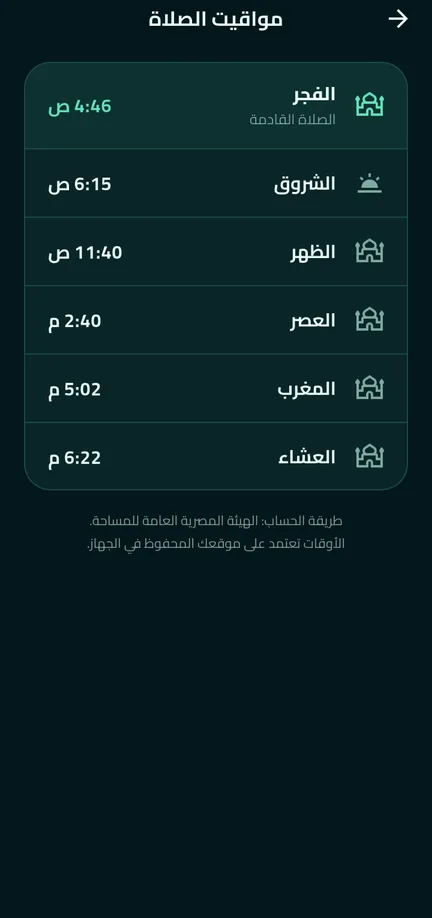 مواقيت الصلاة
الفجر
4:46 ص
الصلاة القادمة
الشروق
6:15 ص
الظهر
11:40 ص
العصر
2:40 م
المغرب
5:02 م
العشاء
6:22 م
طريقة الحساب: الهيئة المصرية العامة للمساحة.
الأوقات تعتمد على موقعك المحفوظ في الجهاز.